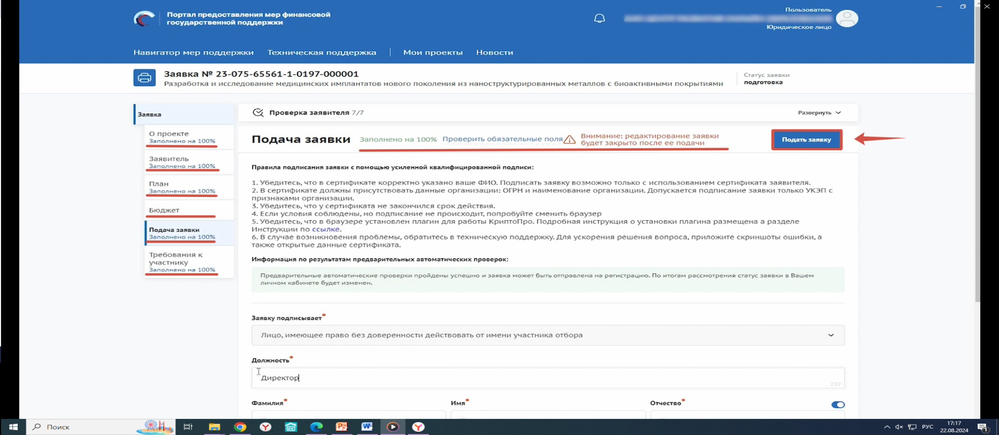 Портал предоставления мер финансовой
государственной поддержки
Пользователь
Юридическое лицо
Навигатор мер поддержки Техническая поддержка | Мои проекты Новости
Заявка № 23-075-65561-1-0197-000001
Разработка и исследование медицинских имплантатов нового поколения из наноструктурированных металлов с биоактивными покрытиями
Статус заявки
подготовка
Заявка
О проекте
Заполнено на 100%
Заявитель
Заполнено на 100%
План
Заполнено на 100%
Бюджет
Подача заявки
Заполнено на 100%
Требования к
участнику
Заполнено на 100%
Проверка заявителя 7/7
Развернуть
Подача заявки Заполнено на 100% Проверить обязательные поля
Внимание: редактирование заявки
будет закрыто после ее подачи
Подать заявку
Правила подписания заявки с помощью усиленной квалифицированной подписи:
1. Убедитесь, что в сертификате корректно указано ваше ФИО. Подписать заявку возможно только с использованием сертификата заявителя.
2. В сертификате должны присутствовать данные организации: ОГРН и наименование организации. Допускается подписание заявки только УКЭП с
признаками организации.
3. Убедитесь, что у сертификата не закончился срок действия.
4. Если условия соблюдены, но подписание не происходит, попробуйте сменить браузер
5. Убедитесь, что в браузере установлен плагин для работы КриптоПро. Подробная инструкция о установки плагина размещена а разделе
Инструкции по ссылке.
6. В случае возникновения проблемы, обратитесь в техническую поддержку. Для ускорения решения вопроса, приложите скриншоты ошибки, а
также открытые данные сертификата.
Информация по результатам предварительных автоматических проверок:
Предварительные автоматические проверки пройдены успешно и заявка может быть отправлена на регистрацию. По итогам рассмотрения статус заявки в Вашем
личном кабинете будет изменен.
Заявку подписывает*
Лицо, имеющее право без доверенности действовать от имени участника отбора
Должность*
Директор
292
Фамилия* Имя* Отчество*
Поиск
РУС
17:17
22.08.2024
1